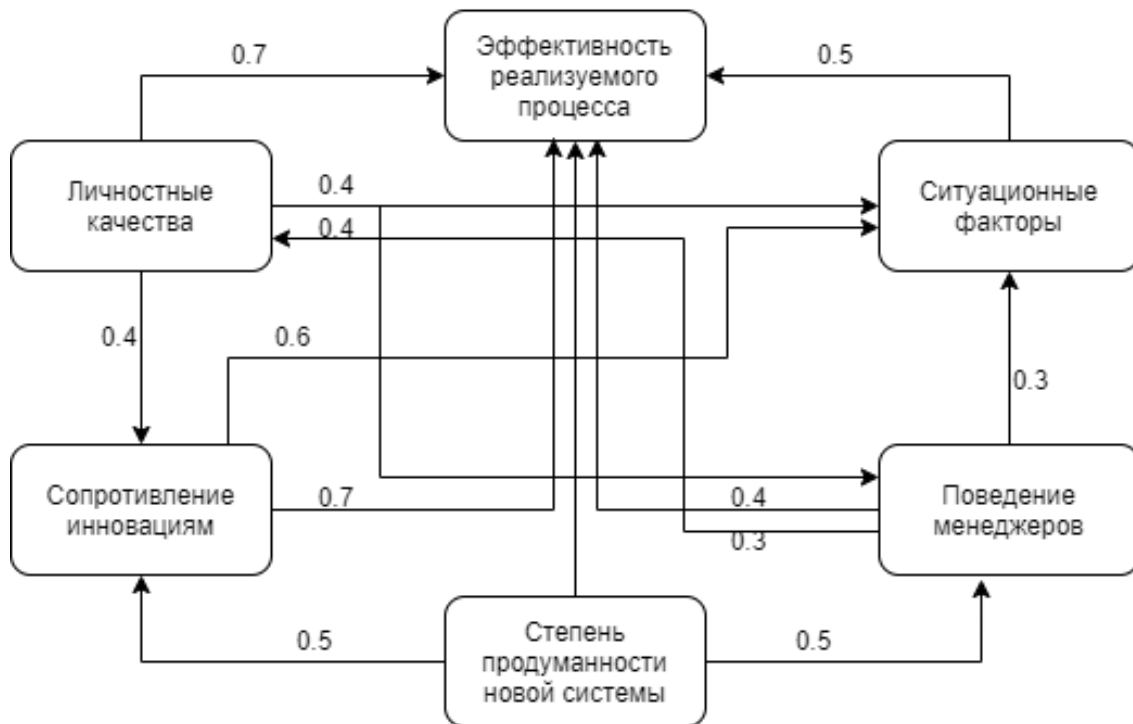 Эффективность
реализуемого
процесса
0.7
0.5
Личностные
качества
0.4
0.4
Ситуационные
факторы
0.4
0.6
0.3
Сопротивление
инновациям
0.7
0.4
0.3
Поведение
менеджеров
0.5
Степень
продуманности
новой системы
0.5